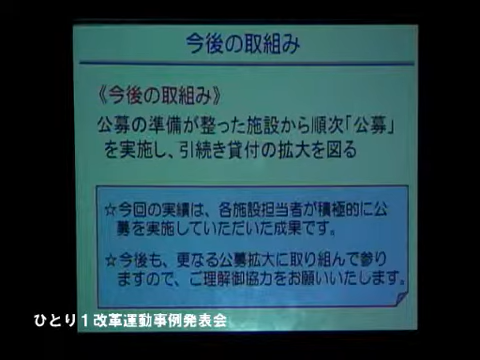 今後の取組み
《今後の取組み》
公募の準備が整った施設から順次「公募」
を実施し、引続き貸付の拡大を図る
☆今回の実績は、各施設担当者が積極的に公
募を実施していただいた成果です。
☆今後も、更なる公募拡大に取り組んで参り
ますので、ご理解御協力をお願いいたします。
ひとり1改革運動事例発表会